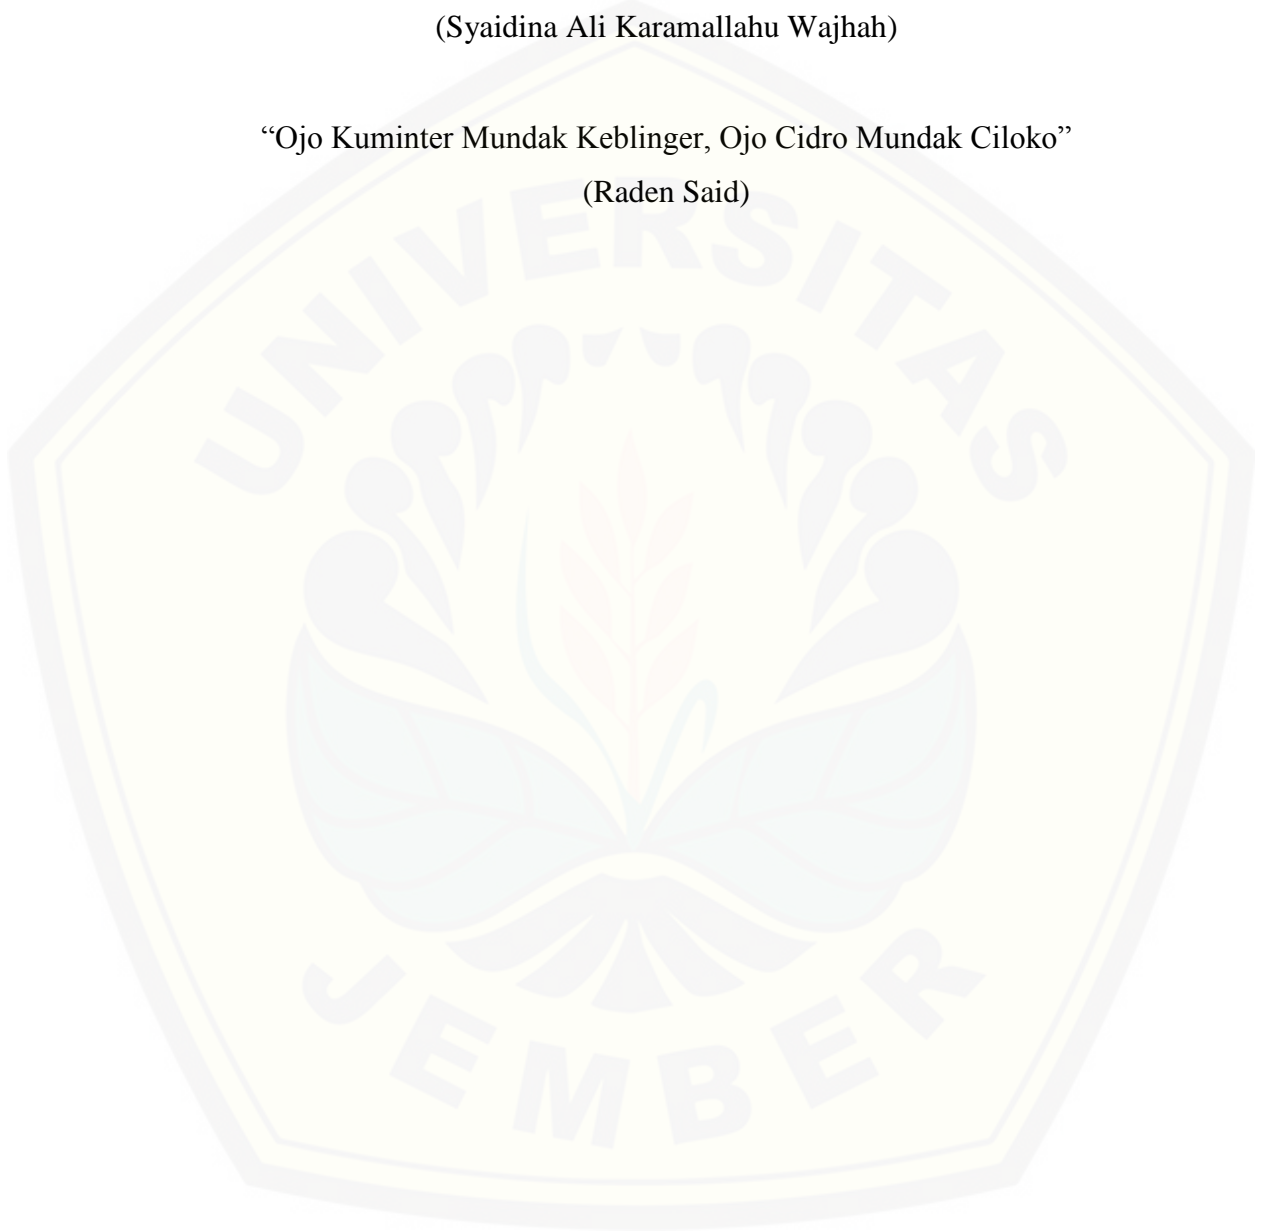 (Syaidina Ali Karamallahu Wajhah)
“Ojo Kuminter Mundak Keblinger, Ojo Cidro Mundak Ciloko”
(Raden Said)
UNIVERSITAS
JEMBER